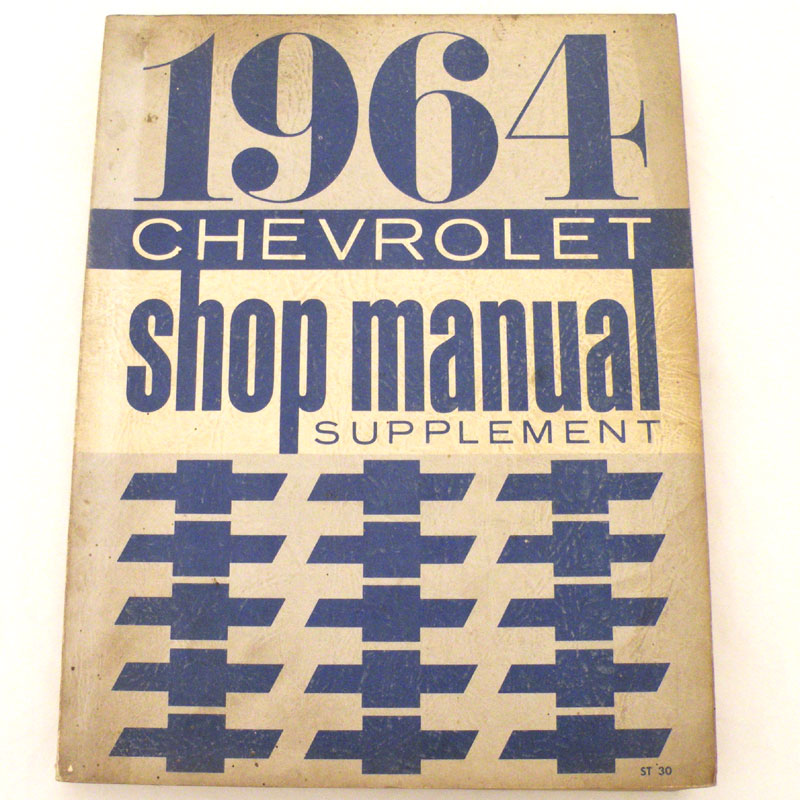 1964
CHEVROLET
shop manual
SUPPLEMENT
ST 30